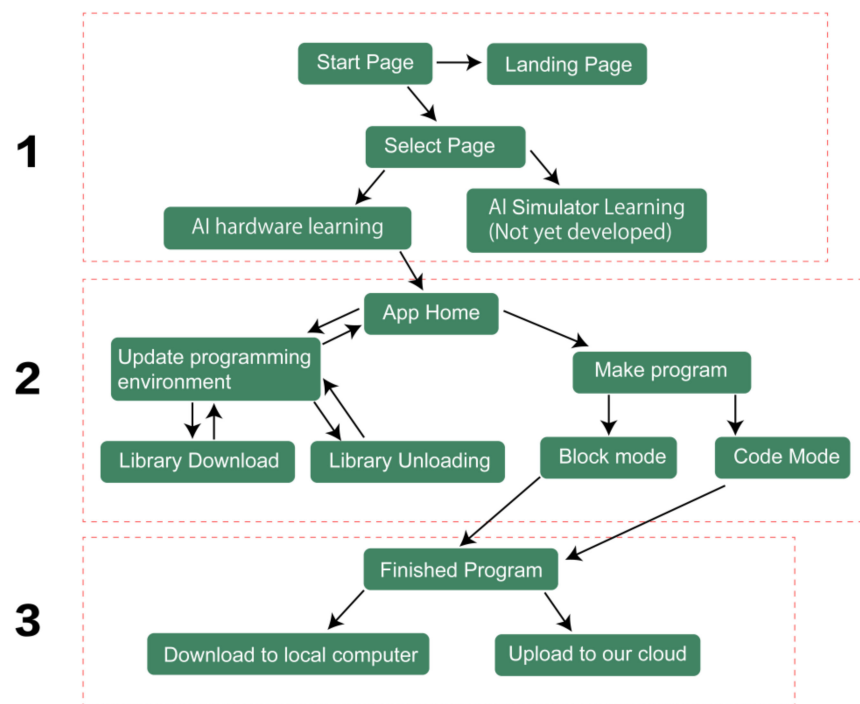 1
Start Page
Landing Page
Select Page
AI hardware learning
AI Simulator Learning
(Not yet developed)
2
App Home
Update programming
environment
Make program
Library Download
Library Unloading
Block mode
Code Mode
3
Finished Program
Download to local computer
Upload to our cloud